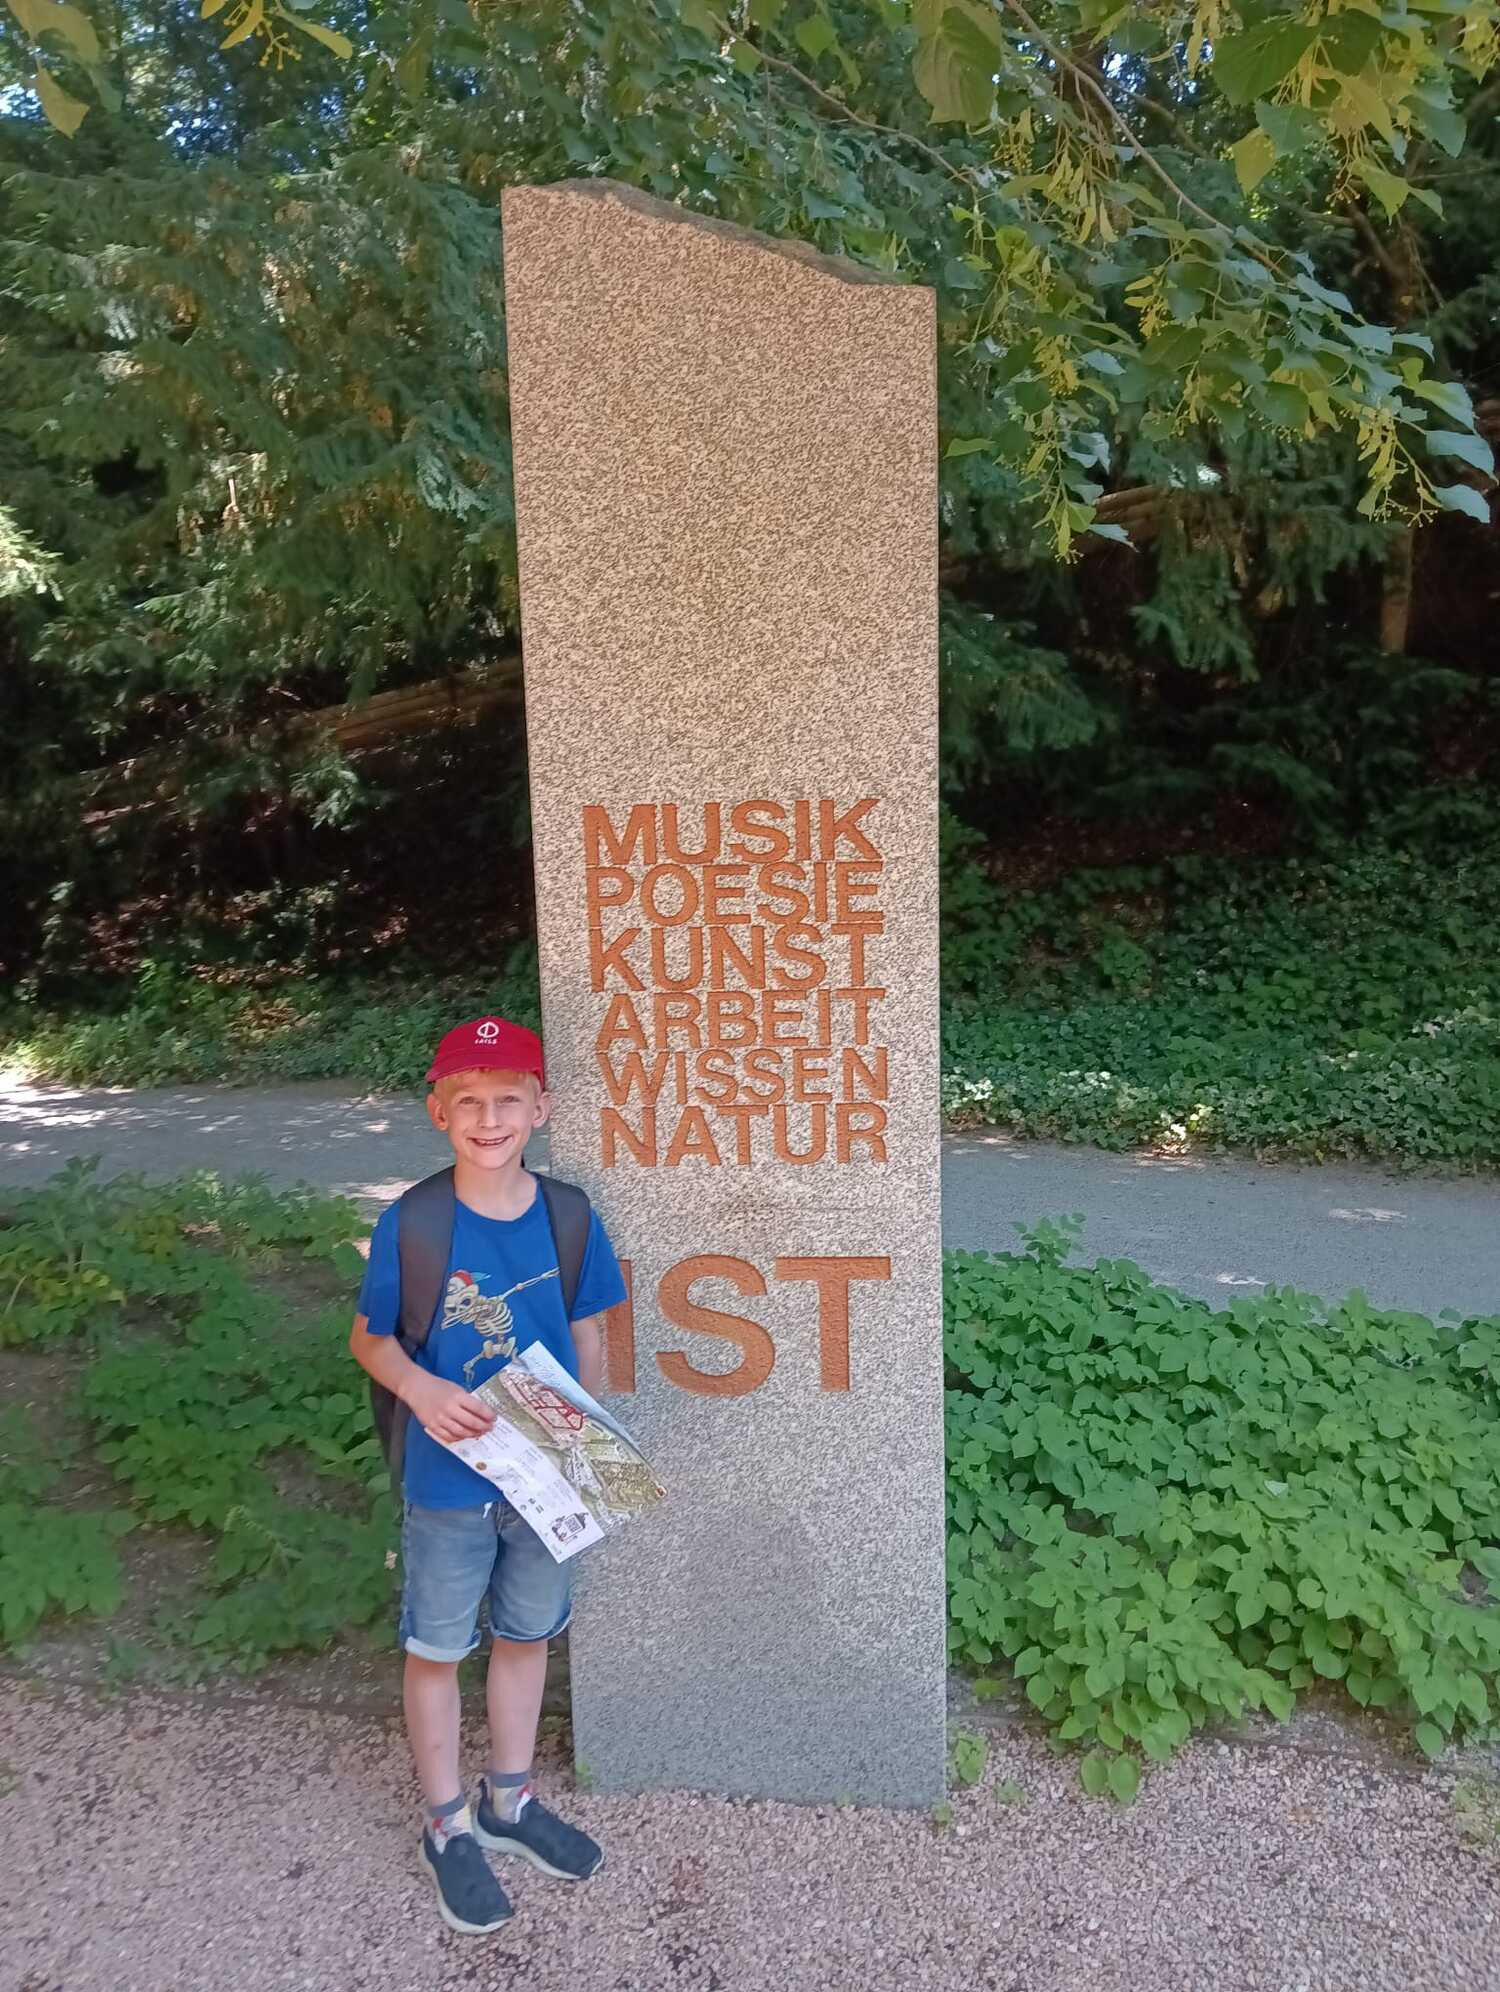 MUSIK
POESIE
KUNST
ARBEIT
WISSEN
NATUR
IST